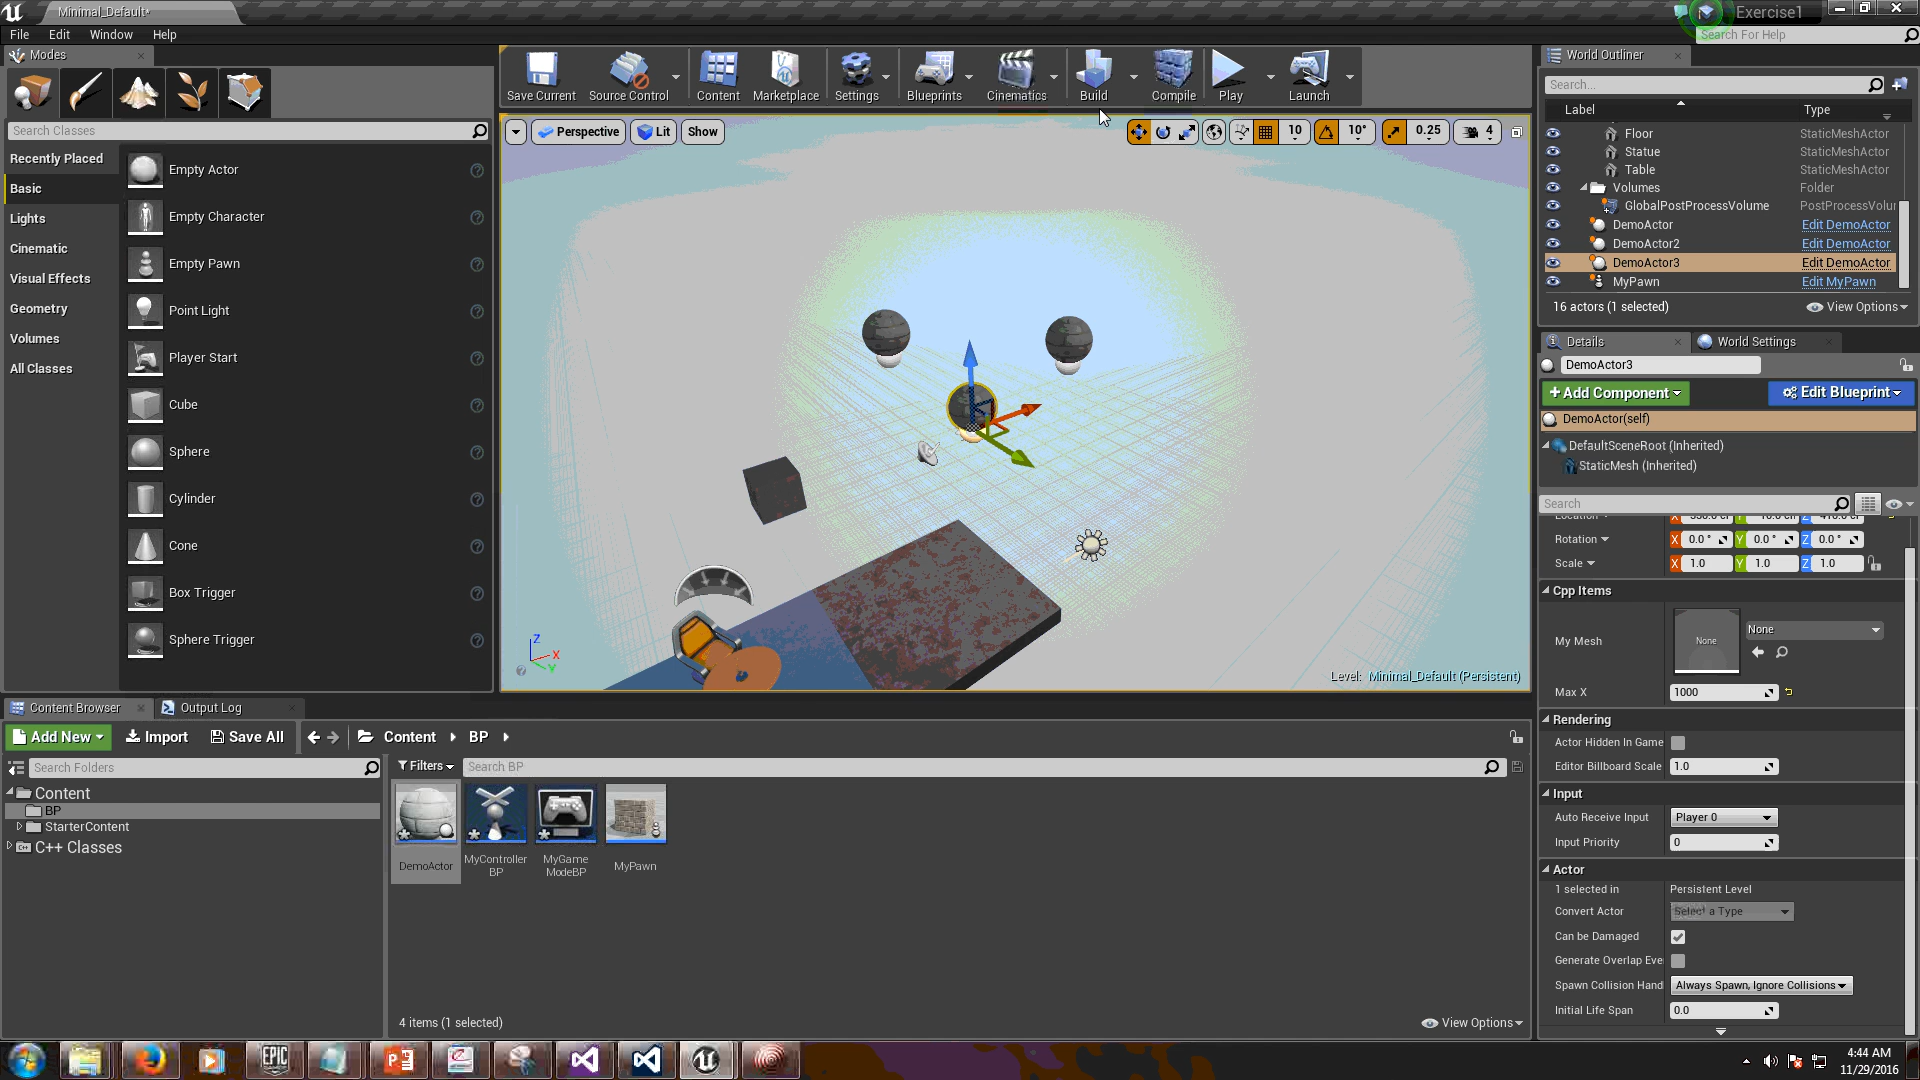 Minimal_Default*
Exercise1
File Edit Window Help
Search For Help
Modes
Search Classes
Recently Placed
Basic
Lights
Cinematic
Visual Effects
Geometry
Volumes
All Classes
Empty Actor
Empty Character
Empty Pawn
Point Light
Player Start
Cube
Sphere
Cylinder
Cone
Box Trigger
Sphere Trigger
Save Current Source Control Content Marketplace Settings Blueprints Cinematics Build Compile Play Launch
Perspective Lit Show
10 10° 0.25 4
Z X Y
Level: Minimal_Default (Persistent)
World Outliner
Search...
Label Type
Floor StaticMeshActor
Statue StaticMeshActor
Table StaticMeshActor
Volumes Folder
GlobalPostProcessVolume PostProcessVolu
DemoActor Edit DemoActor
DemoActor2 Edit DemoActor
DemoActor3 Edit DemoActor
MyPawn Edit MyPawn
16 actors (1 selected) View Options
Details World Settings
DemoActor3
+Add Component Edit Blueprint
DemoActor(self)
DefaultSceneRoot (Inherited)
StaticMesh (Inherited)
Search
Rotation X 0.0 ° Y 0.0 ° Z 0.0 °
Scale X 1.0 Y 1.0 Z 1.0
Cpp Items
My Mesh None None
Max X 1000
Rendering
Actor Hidden In Game
Editor Billboard Scale 1.0
Input
Auto Receive Input Player 0
Input Priority 0
Actor
1 selected in Persistent Level
Convert Actor Select a Type
Can be Damaged
Generate Overlap Eve
Spawn Collision Hand Always Spawn, Ignore Collisions
Initial Life Span 0.0
Content Browser Output Log
Add New Import Save All Content BP
Search Folders
Filters Search BP
Content
BP
StarterContent
C++ Classes
DemoActor
MyController
BP
MyGame
ModeBP
MyPawn
4 items (1 selected) View Options
EPIC
GAMES
4:44 AM
11/29/2016